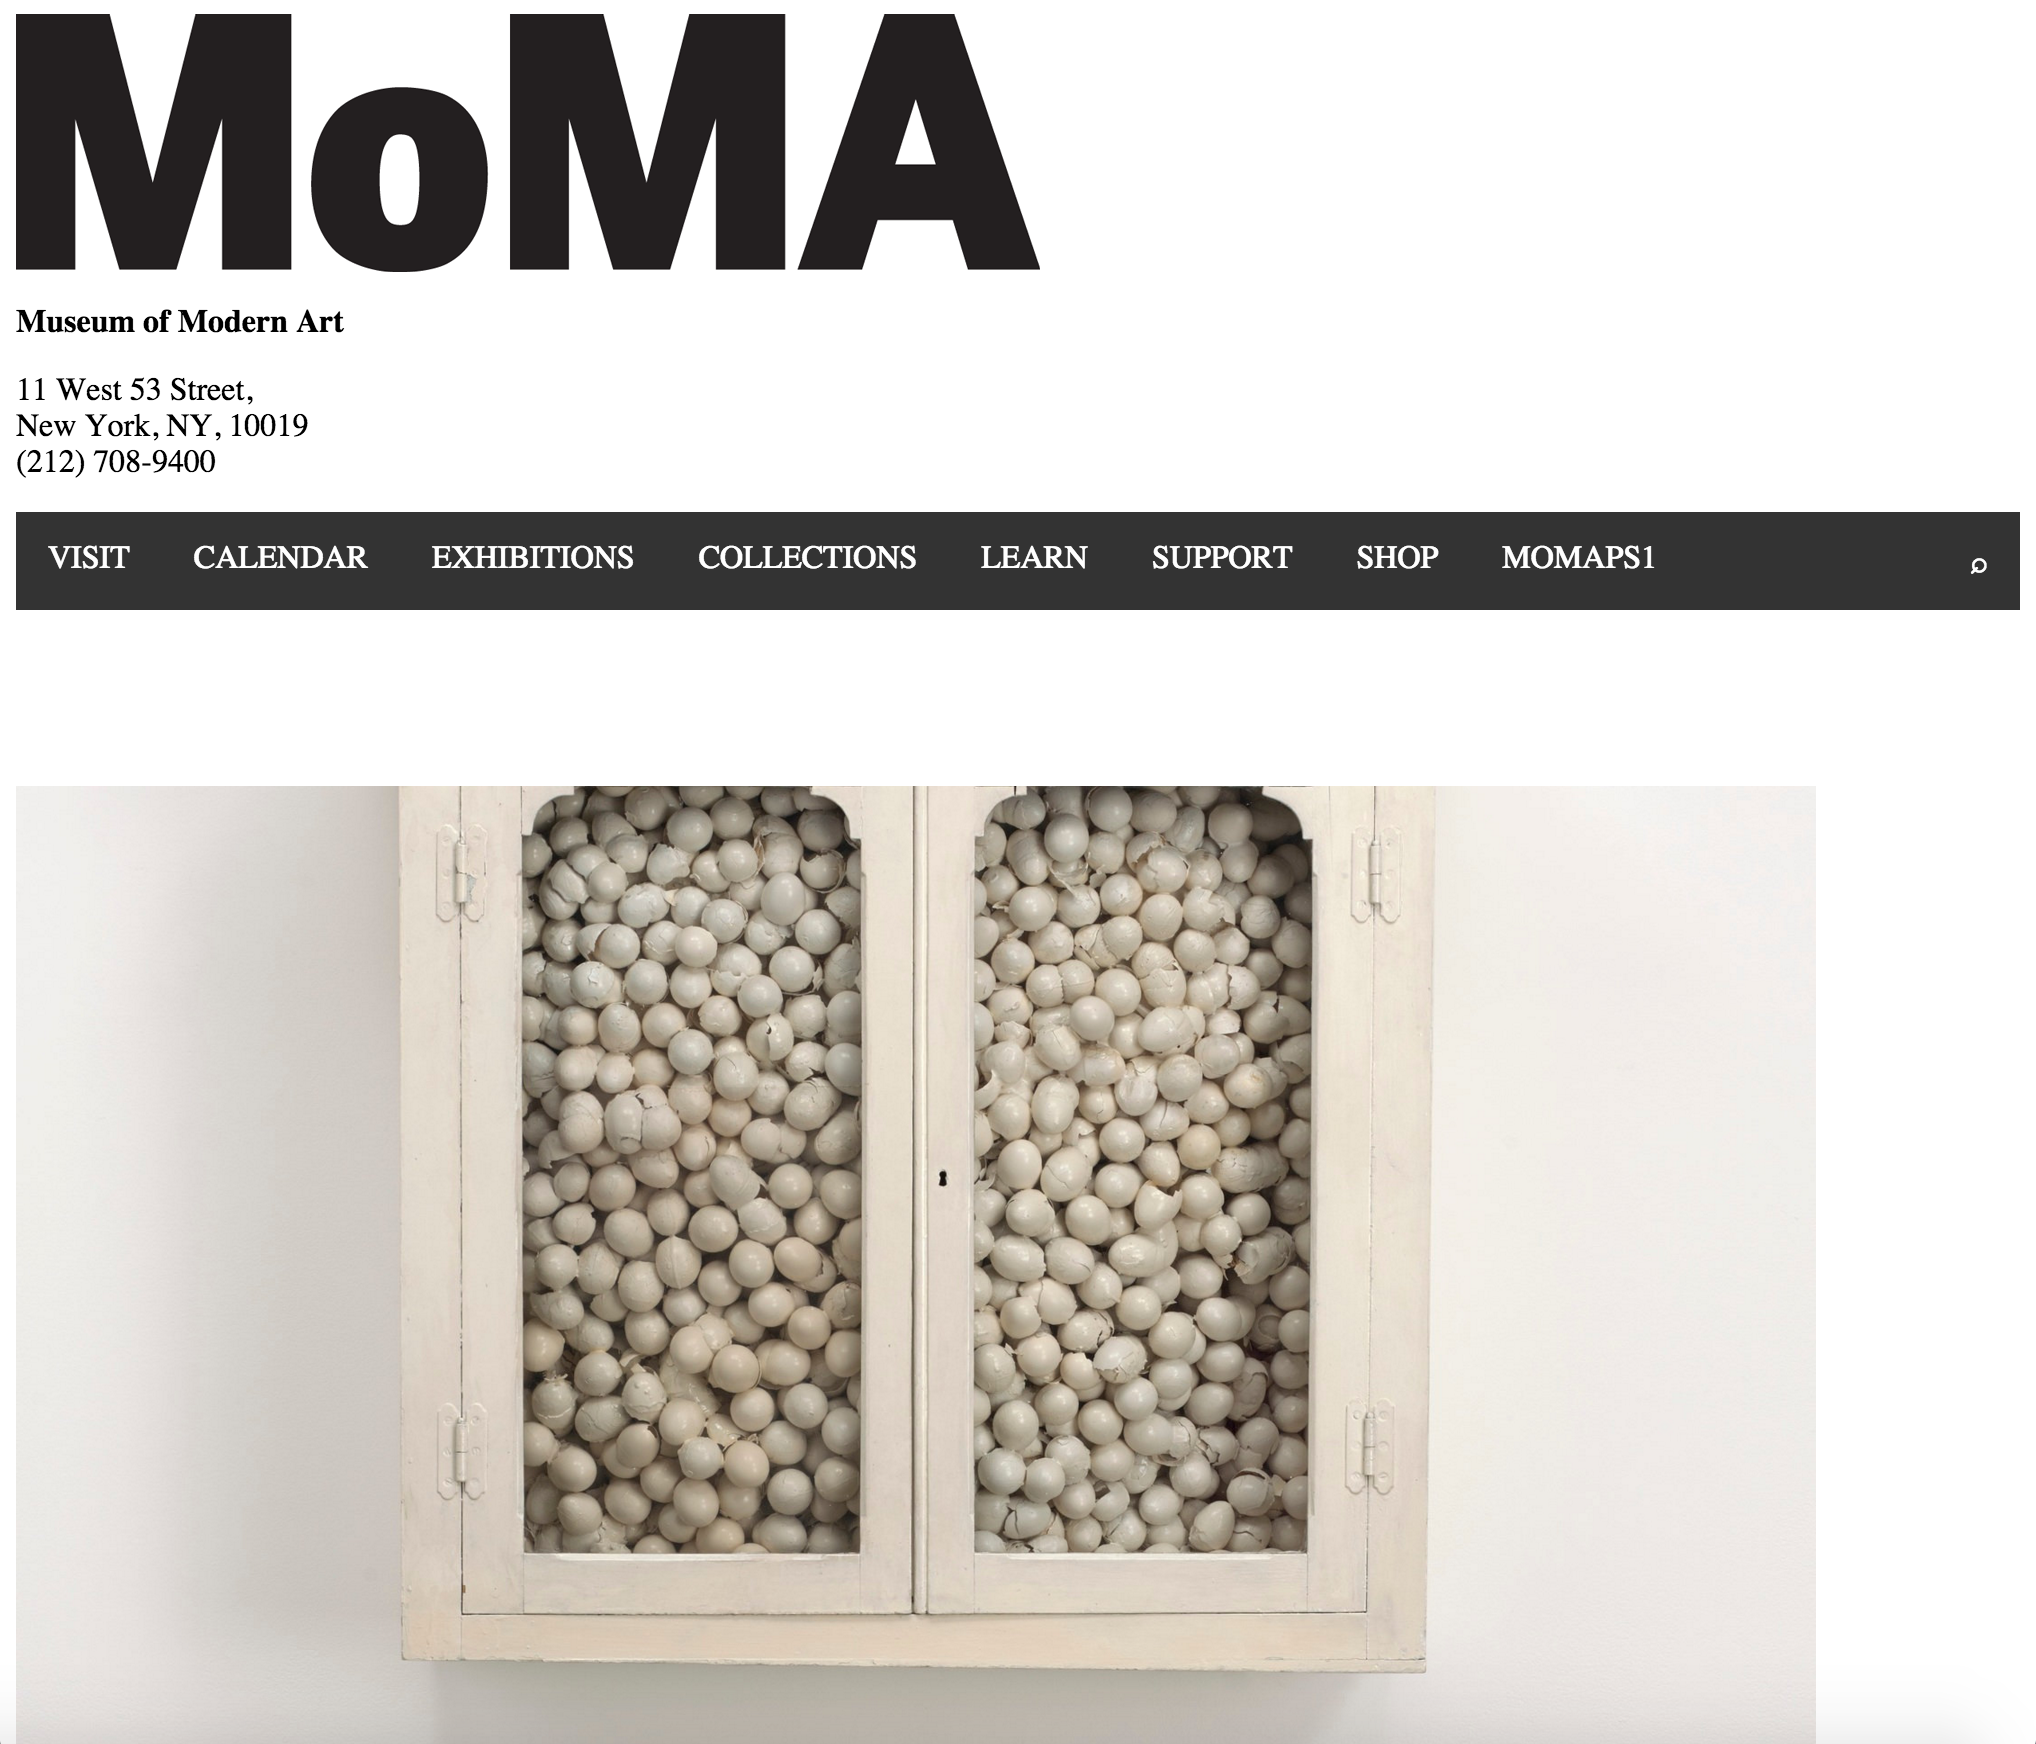 MoMA
Museum of Modern Art
11 West 53 Street,
New York, NY, 10019
(212) 708-9400
VISIT CALENDAR EXHIBITIONS COLLECTIONS LEARN SUPPORT SHOP MOMAPS1